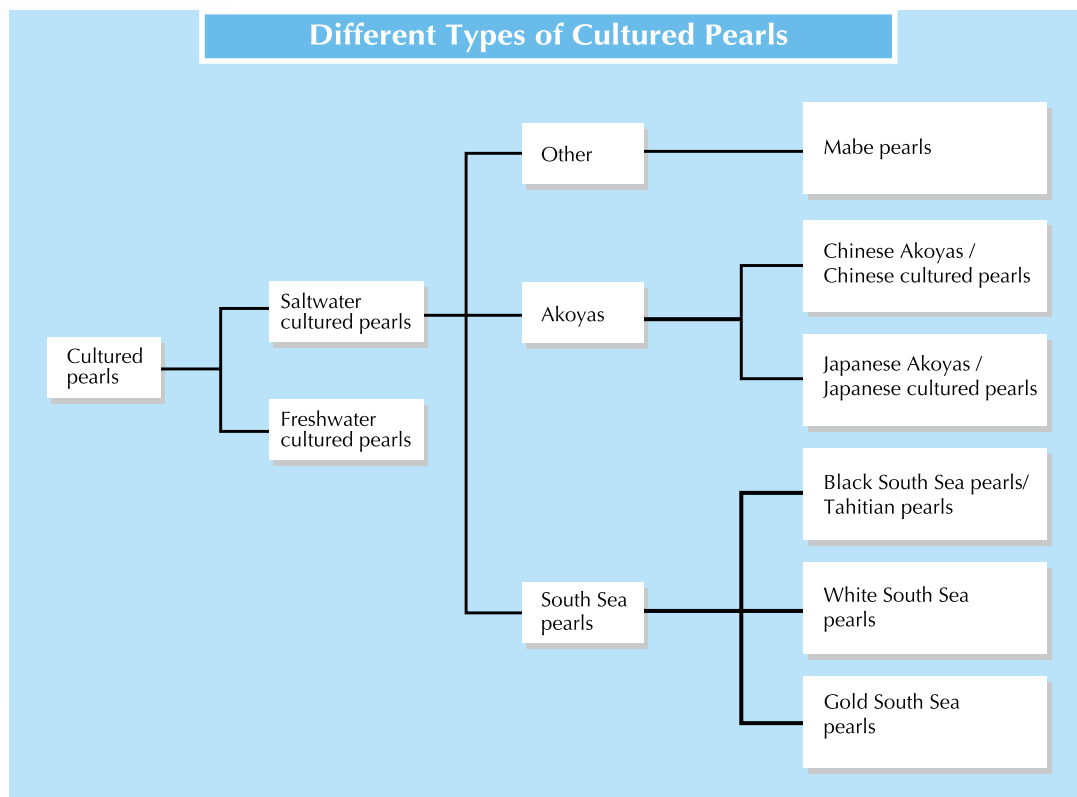 Different Types of Cultured Pearls
Other
Mabe pearls
Chinese Akoyas /
Chinese cultured pearls
Saltwater
cultured pearls
Akoyas
Cultured
pearls
Japanese Akoyas /
Japanese cultured pearls
Freshwater
cultured pearls
Black South Sea pearls/
Tahitian pearls
South Sea
pearls
White South Sea
pearls
Gold South Sea
pearls